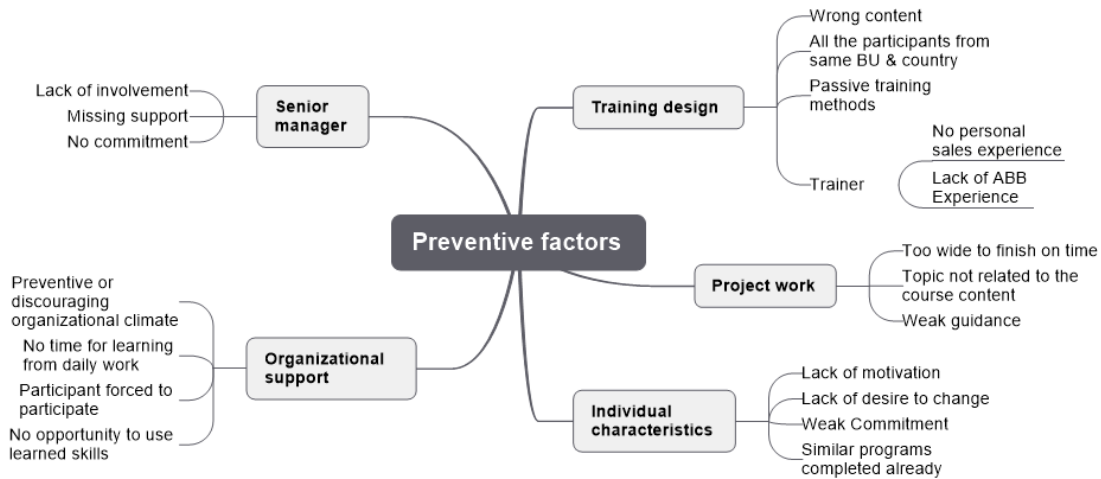 Preventive factors
Senior
manager
Lack of involvement
Missing support
No commitment
Organizational
support
Preventive or
discouraging
organizational climate
No time for learning
from daily work
Participant forced to
participate
No opportunity to use
learned skills
Training design
Wrong content
All the participants from
same BU & country
Passive training
methods
Trainer
No personal
sales experience
Lack of ABB
Experience
Project work
Too wide to finish on time
Topic not related to the
course content
Weak guidance
Individual
characteristics
Lack of motivation
Lack of desire to change
Weak Commitment
Similar programs
completed already